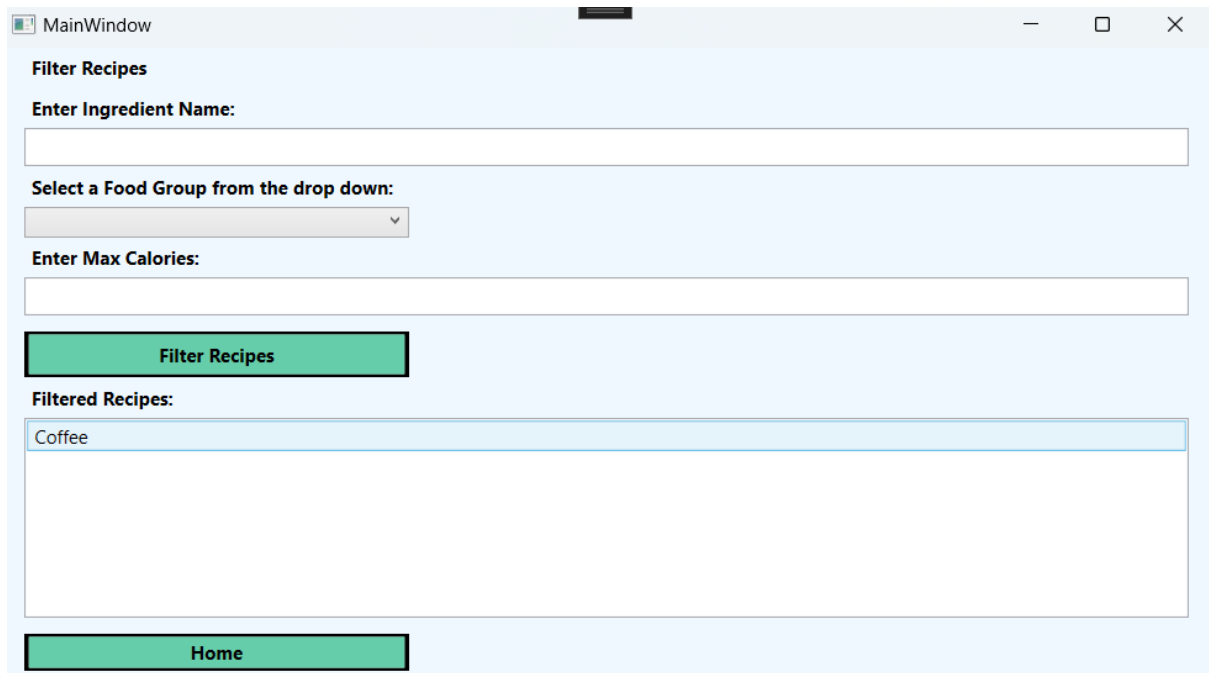 MainWindow
Filter Recipes
Enter Ingredient Name:
Select a Food Group from the drop down:
Enter Max Calories:
Filter Recipes
Filtered Recipes:
Coffee
Home